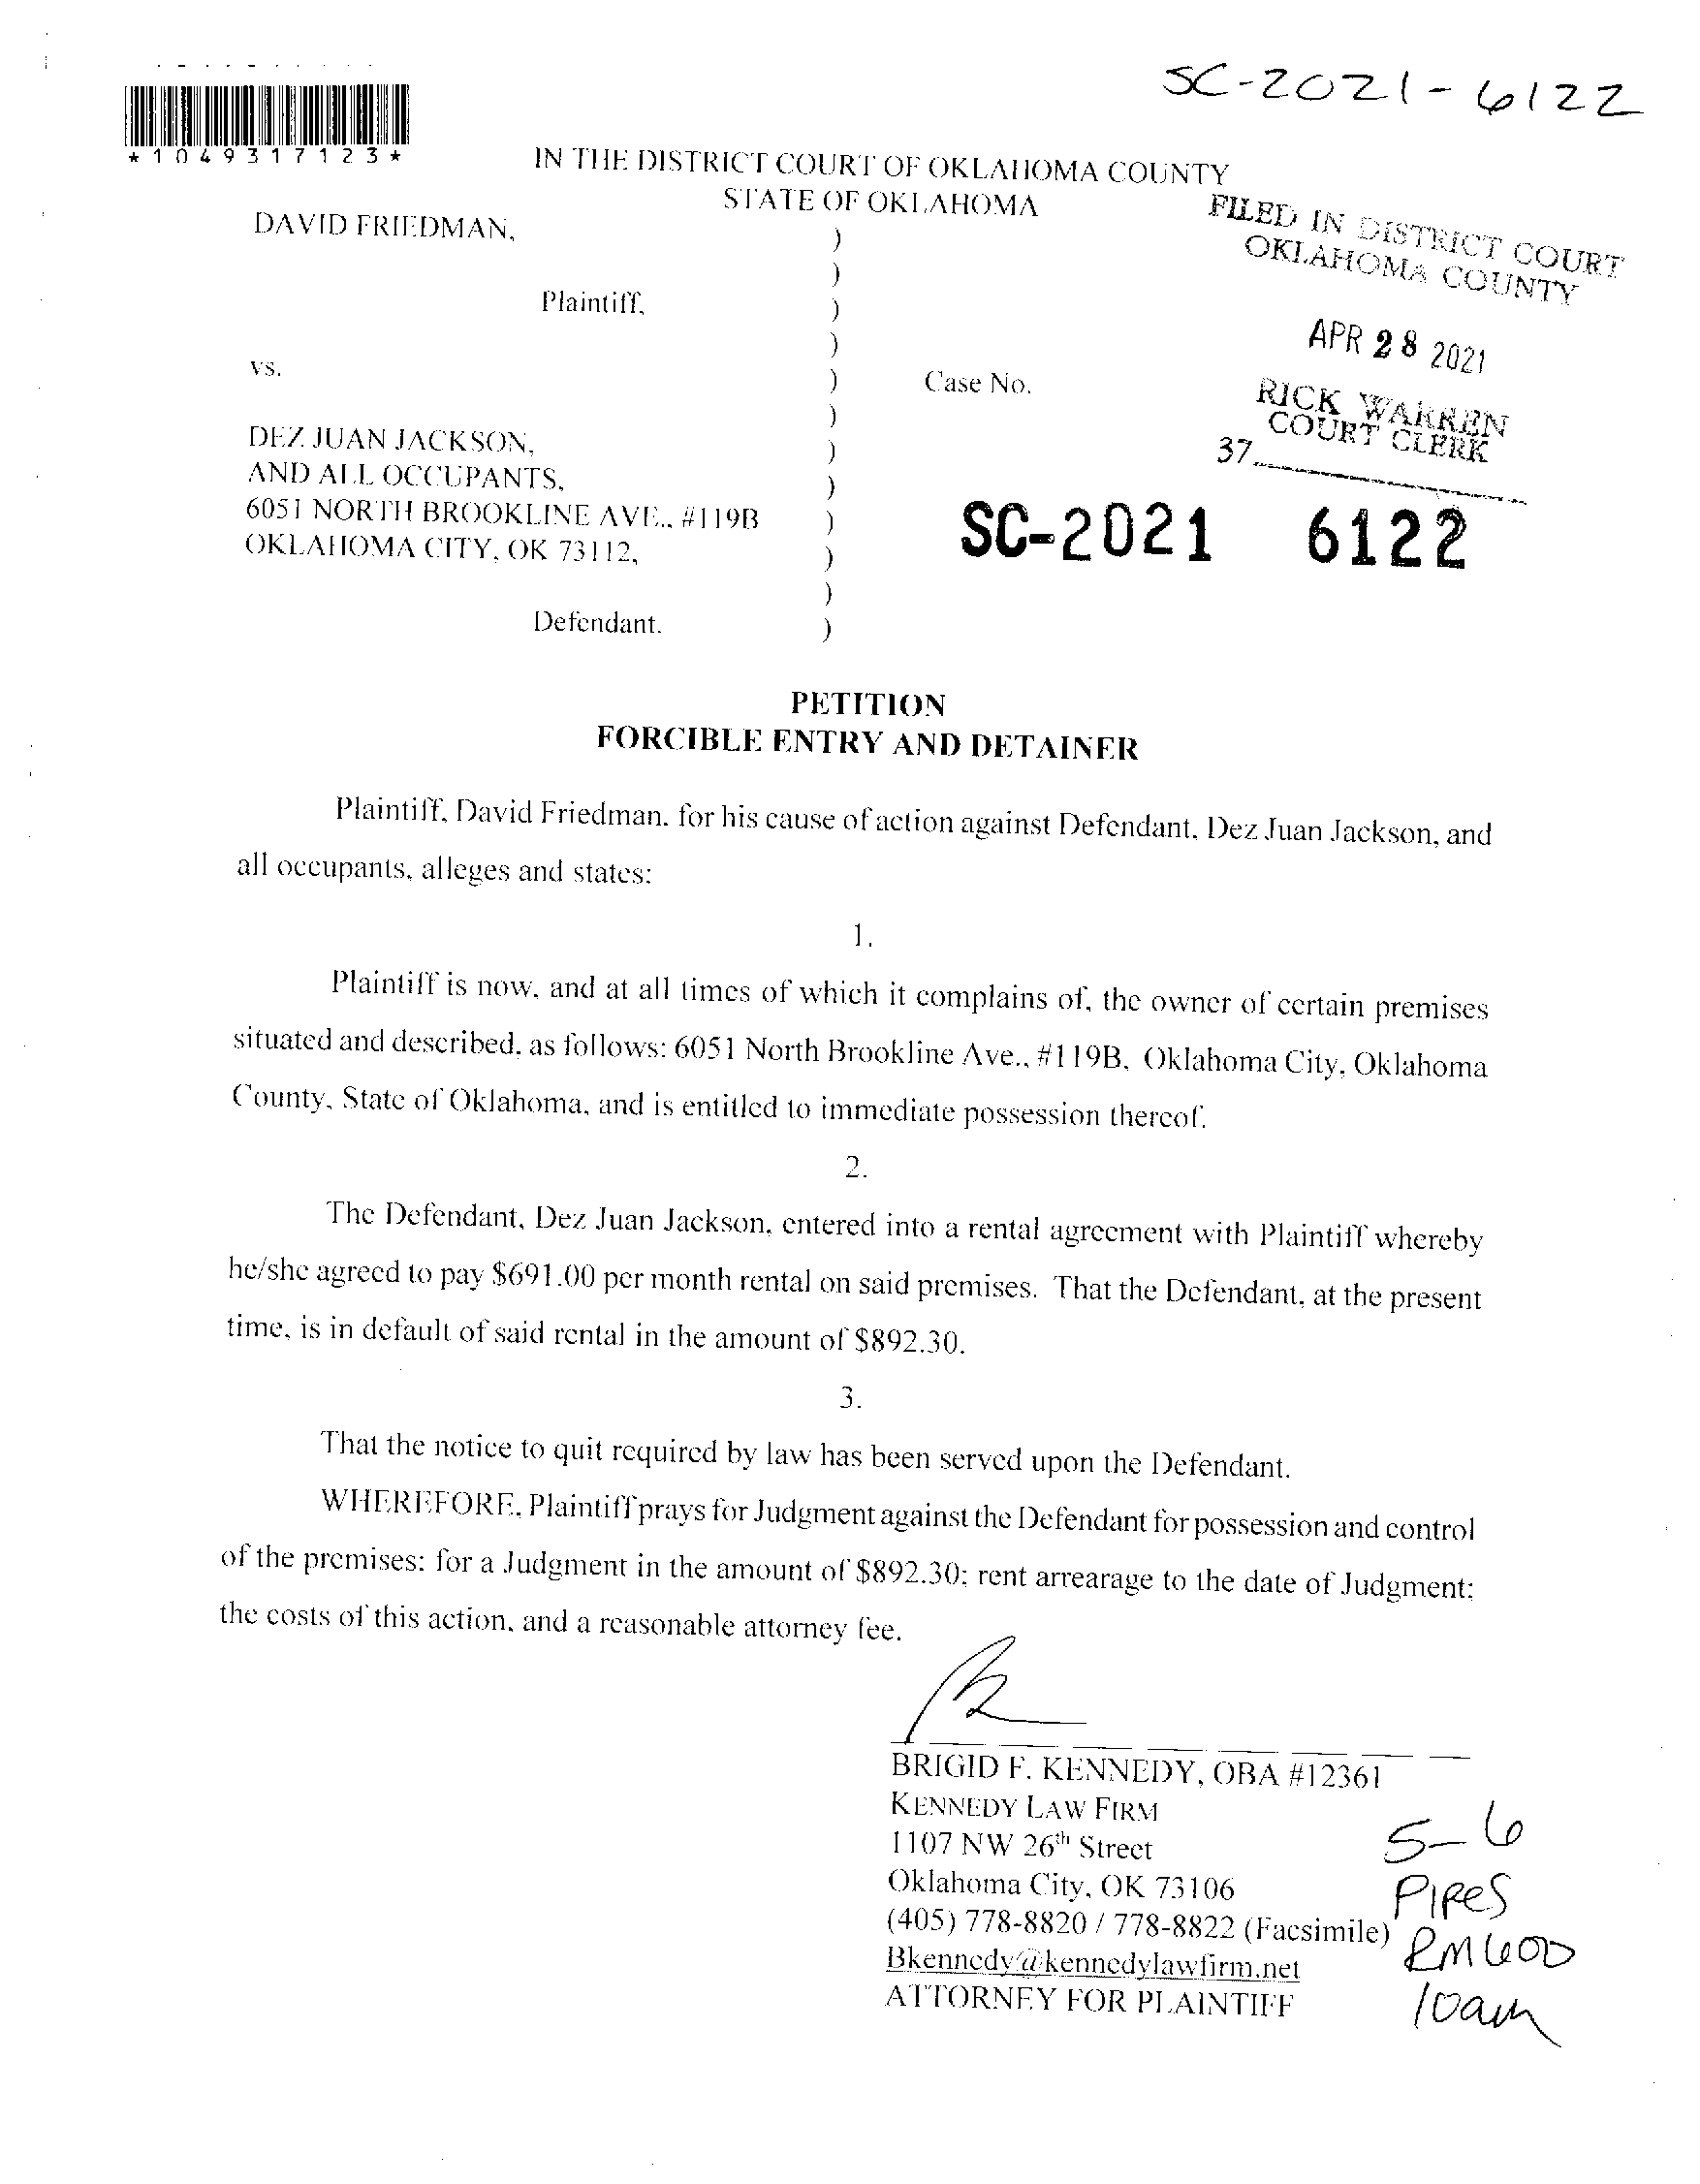 SC-2021-6122
*1049317123*
IN THE DISTRICT COURT OF OKLAHOMA COUNTY
STATE OF OKLAHOMA
FILED IN DISTRICT COURT
OKLAHOMA COUNTY
APR 28 2021
RICK WARREN
COURT CLERK
37
DAVID FRIEDMAN, )
)
Plaintiff, )
)
vs. ) Case No.
)
DEZ JUAN JACKSON, )
AND ALL OCCUPANTS, )
6051 NORTH BROOKLINE AVE., #119B ) SC-2021 6122
OKLAHOMA CITY, OK 73112, )
)
Defendant. )
PETITION
FORCIBLE ENTRY AND DETAINER
Plaintiff, David Friedman, for his cause of action against Defendant, Dez Juan Jackson, and
all occupants, alleges and states:
1.
Plaintiff is now, and at all times of which it complains of, the owner of certain premises
situated and described, as follows: 6051 North Brookline Ave., #119B, Oklahoma City, Oklahoma
County, State of Oklahoma, and is entitled to immediate possession thereof.
2.
The Defendant, Dez Juan Jackson, entered into a rental agreement with Plaintiff whereby
he/she agreed to pay $691.00 per month rental on said premises. That the Defendant, at the present
time, is in default of said rental in the amount of $892.30.
3.
That the notice to quit required by law has been served upon the Defendant.
WHEREFORE, Plaintiff prays for Judgment against the Defendant for possession and control
of the premises; for a Judgment in the amount of $892.30; rent arrearage to the date of Judgment;
the costs of this action, and a reasonable attorney fee.
BRIGID F. KENNEDY, OBA #12361
KENNEDY LAW FIRM
1107 NW 26th Street
Oklahoma City, OK 73106
(405) 778-8820 / 778-8822 (Facsimile)
Bkennedy@kennedylawfirm.net
ATTORNEY FOR PLAINTIFF
5-6
PIPES
RM 600
10am